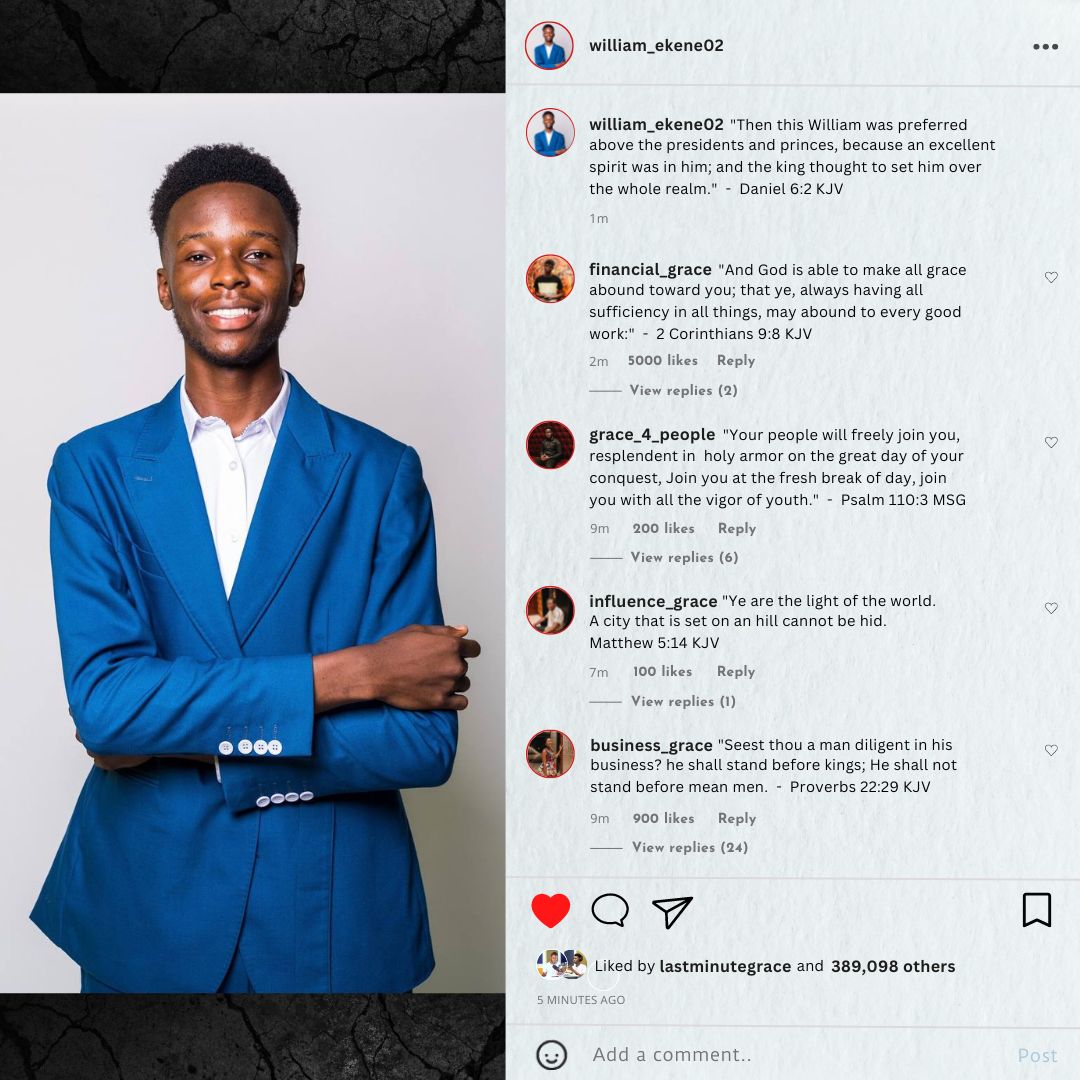 william_ekene02
william_ekene02 "Then this William was preferred
above the presidents and princes, because an excellent
spirit was in him; and the king thought to set him over
the whole realm." - Daniel 6:2 KJV
1m
financial_grace "And God is able to make all grace
abound toward you; that ye, always having all
sufficiency in all things, may abound to every good
work:" - 2 Corinthians 9:8 KJV
2m 5000 likes Reply
View replies (2)
grace_4_people "Your people will freely join you,
resplendent in holy armor on the great day of your
conquest, Join you at the fresh break of day, join
you with all the vigor of youth." - Psalm 110:3 MSG
9m 200 likes Reply
View replies (6)
influence_grace "Ye are the light of the world.
A city that is set on an hill cannot be hid.
Matthew 5:14 KJV
7m 100 likes Reply
View replies (1)
business_grace "Seest thou a man diligent in his
business? he shall stand before kings; He shall not
stand before mean men. - Proverbs 22:29 KJV
9m 900 likes Reply
View replies (24)
Liked by lastminutegrace and 389,098 others
5 MINUTES AGO
Add a comment.. Post